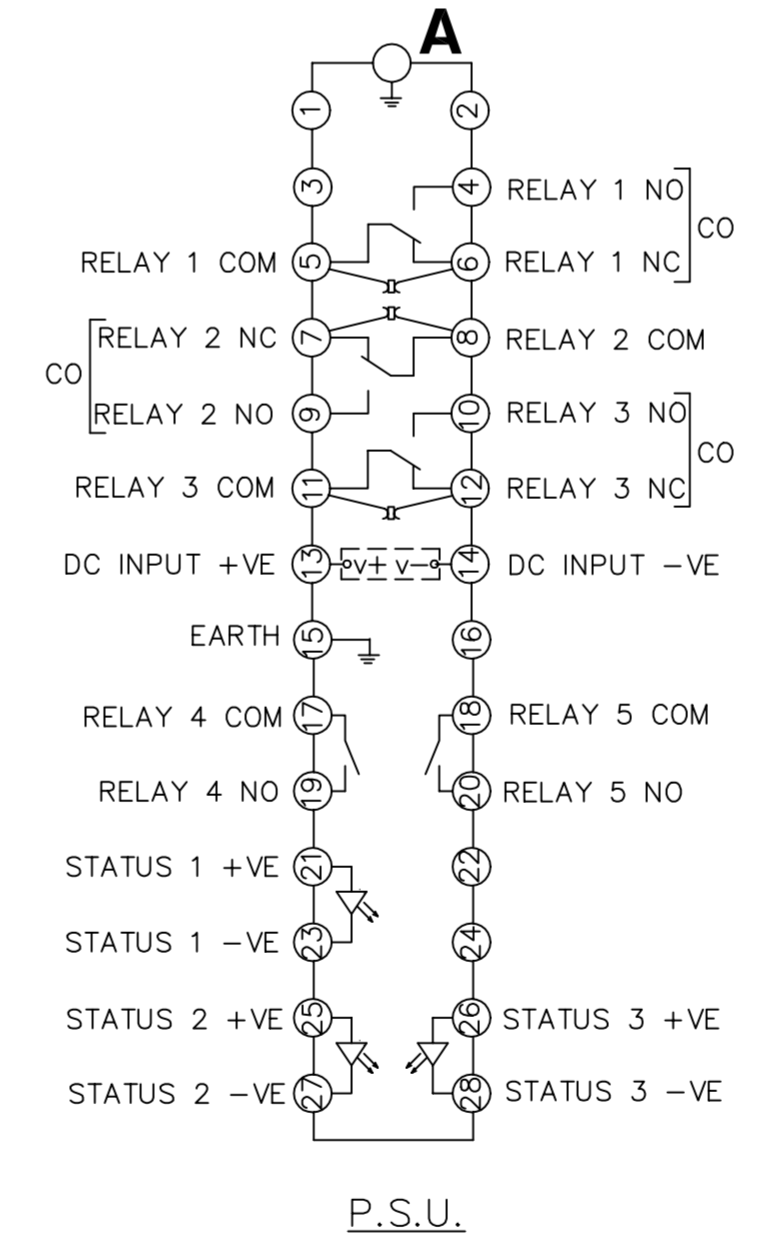 A
1 2
3 4 RELAY 1 NO
CO
RELAY 1 COM 5 6 RELAY 1 NC
RELAY 2 NC 7 8 RELAY 2 COM
CO
RELAY 2 NO 9 10 RELAY 3 NO
CO
RELAY 3 COM 11 12 RELAY 3 NC
DC INPUT +VE 13 v+ v- 14 DC INPUT -VE
EARTH 15 16
RELAY 4 COM 17 18 RELAY 5 COM
RELAY 4 NO 19 20 RELAY 5 NO
STATUS 1 +VE 21 22
STATUS 1 -VE 23 24
STATUS 2 +VE 25 26 STATUS 3 +VE
STATUS 2 -VE 27 28 STATUS 3 -VE
P.S.U.